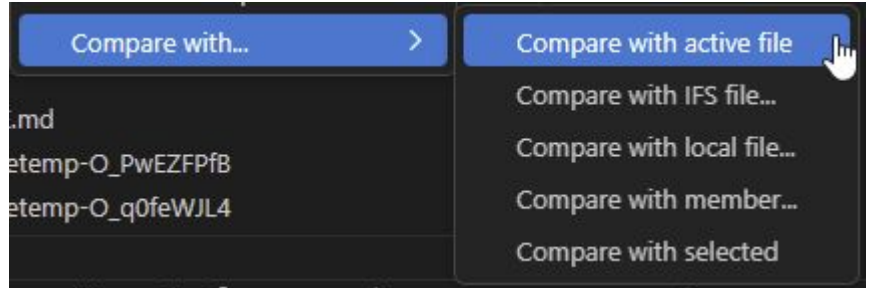 Compare with...
Compare with active file
Compare with IFS file...
Compare with local file...
Compare with member...
Compare with selected
.md
etemp-O_PwEZFPfB
etemp-O_q0feWJL4